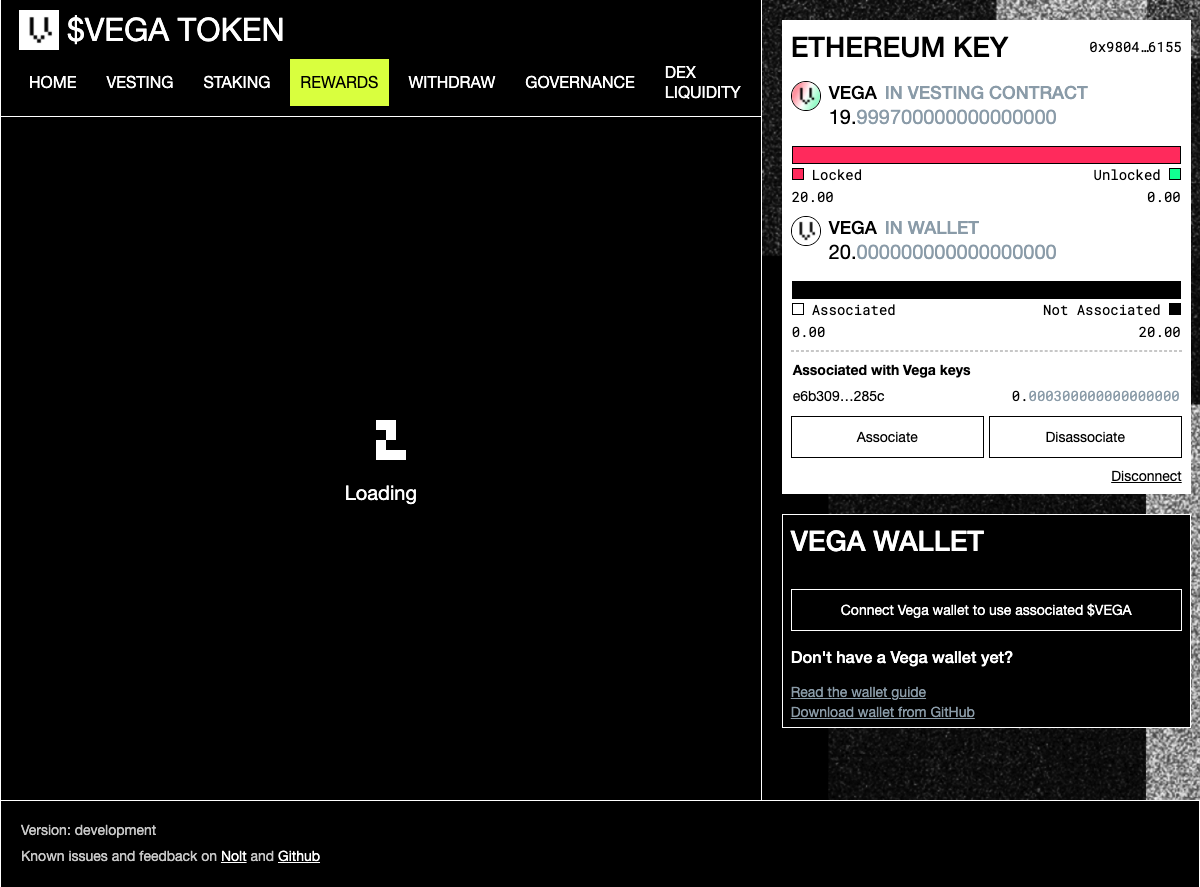 $VEGA TOKEN
HOME VESTING STAKING REWARDS WITHDRAW GOVERNANCE DEX LIQUIDITY
Loading
ETHEREUM KEY 0x9804…6155
VEGA IN VESTING CONTRACT
19.999700000000000000
Locked Unlocked
20.00 0.00
VEGA IN WALLET
20.000000000000000000
Associated Not Associated
0.00 20.00
Associated with Vega keys
e6b309…285c 0.000300000000000000
Associate Disassociate
Disconnect
VEGA WALLET
Connect Vega wallet to use associated $VEGA
Don't have a Vega wallet yet?
Read the wallet guide
Download wallet from GitHub
Version: development
Known issues and feedback on Nolt and Github